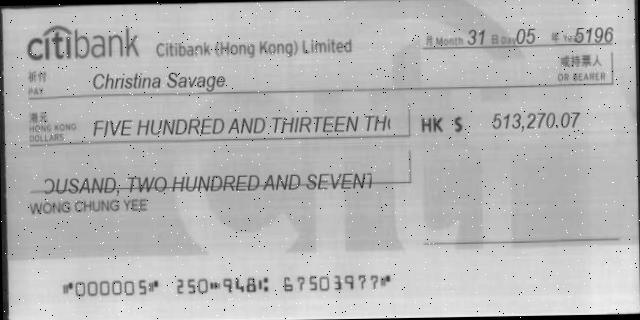 citibank Citibank (Hong Kong) Limited
月 Month 31 日 Day 05 年 Year 5196
祈付 PAY Christina Savage 或持票人 OR BEARER
港元 HONG KONG DOLLARS FIVE HUNDRED AND THIRTEEN THO HK $ 513,270.07
OUSAND, TWO HUNDRED AND SEVENT
WONG CHUNG YEE
⑈000005⑈ 250⑉948⑆ 67503977⑈